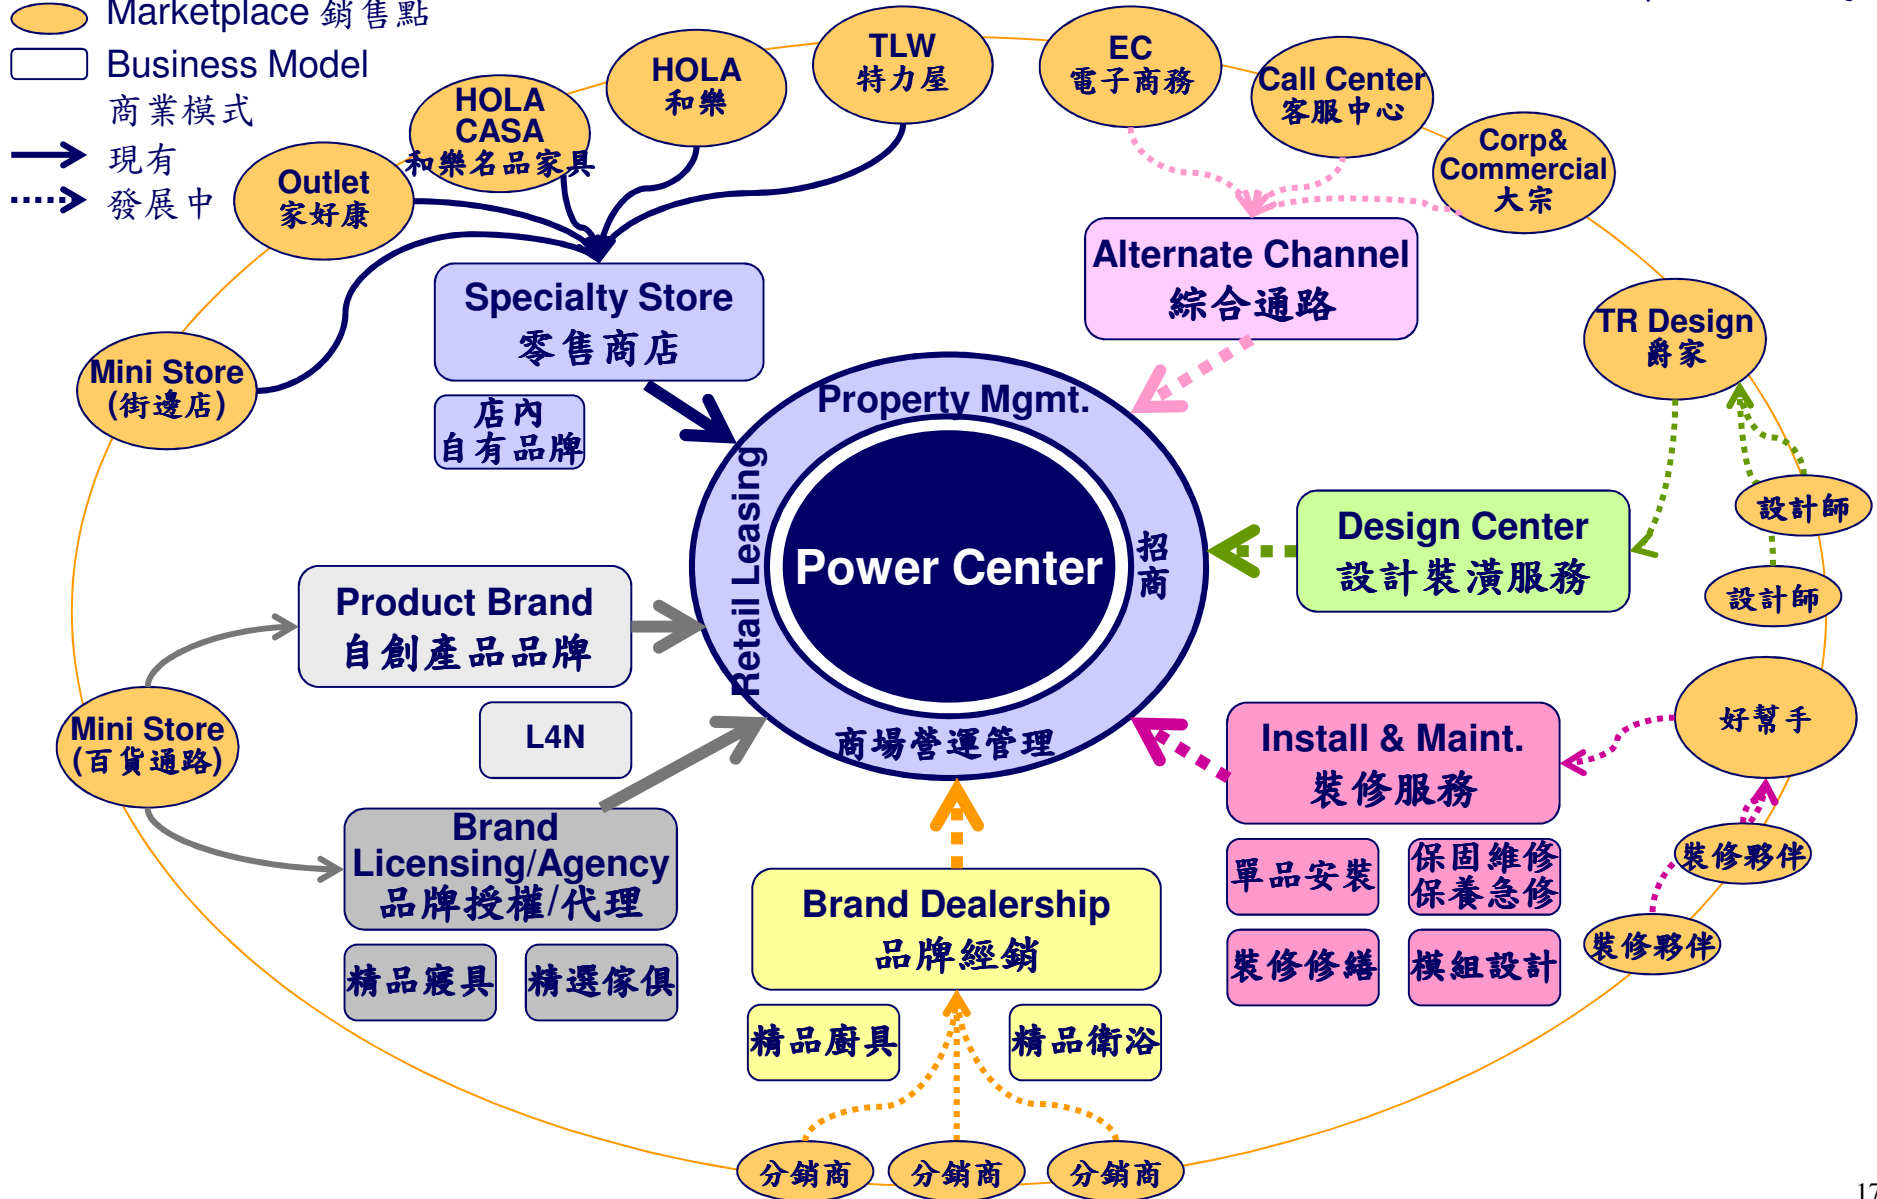 Marketplace 銷售點
Business Model
商業模式
現有
發展中
Outlet
家好康
HOLA
CASA
和樂名品家具
HOLA
和樂
TLW
特力屋
EC
電子商務
Call Center
客服中心
Corp&
Commercial
大宗
Mini Store
(街邊店)
Specialty Store
零售商店
店內
自有品牌
Alternate Channel
綜合通路
TR Design
爵家
設計師
設計師
Property Mgmt.
Retail Leasing
Power Center
招商
商場營運管理
Design Center
設計裝潢服務
Product Brand
自創產品品牌
L4N
Mini Store
(百貨通路)
Brand
Licensing/Agency
品牌授權/代理
精品寢具
精選傢俱
Brand Dealership
品牌經銷
精品廚具
精品衛浴
分銷商
分銷商
分銷商
Install & Maint.
裝修服務
單品安裝
保固維修
保養急修
裝修修繕
模組設計
好幫手
裝修夥伴
裝修夥伴
17